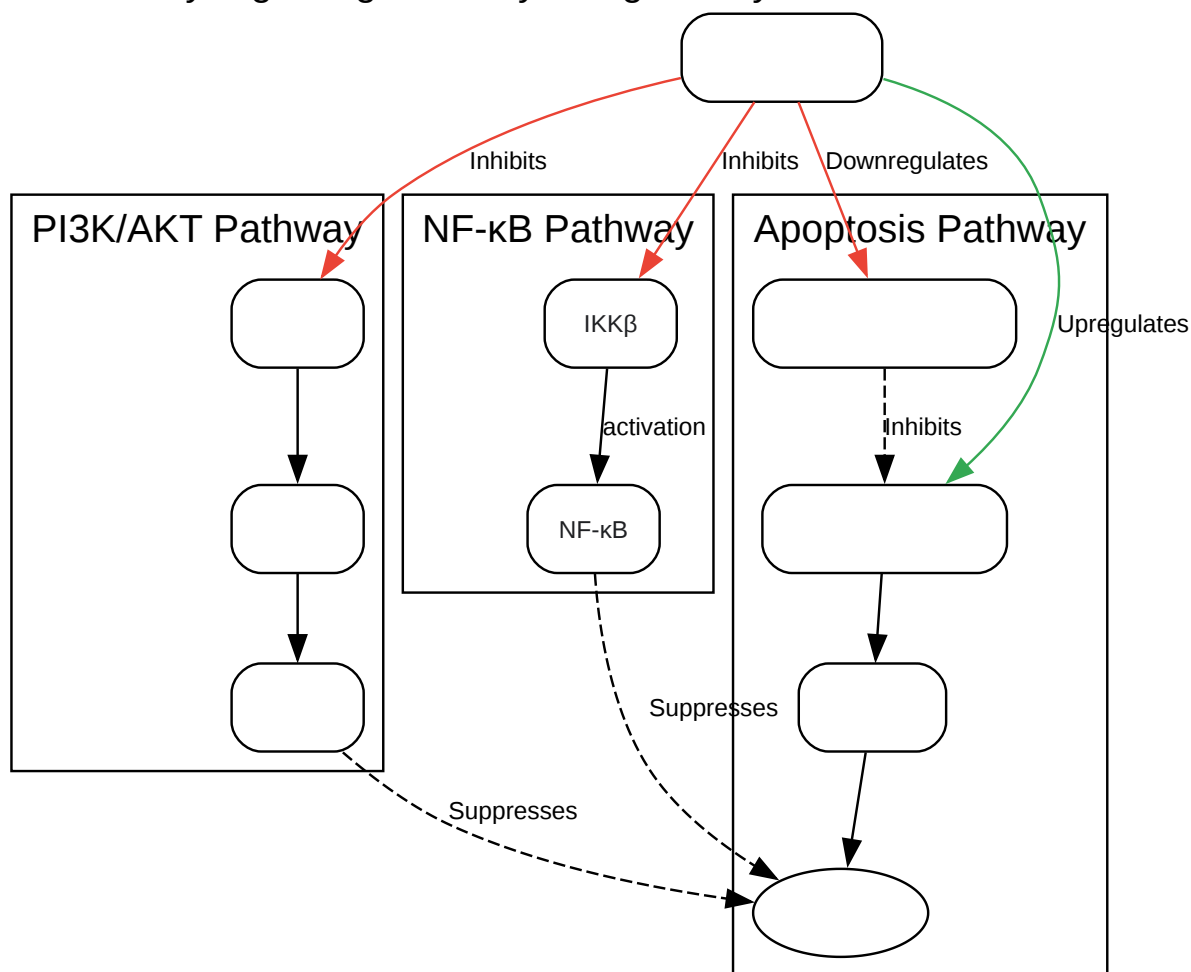 Inhibits
Inhibits
Downregulates
PI3K/AKT Pathway
NF-κB Pathway
Apoptosis Pathway
IKKβ
Upregulates
activation
Inhibits
NF-κB
Suppresses
Suppresses